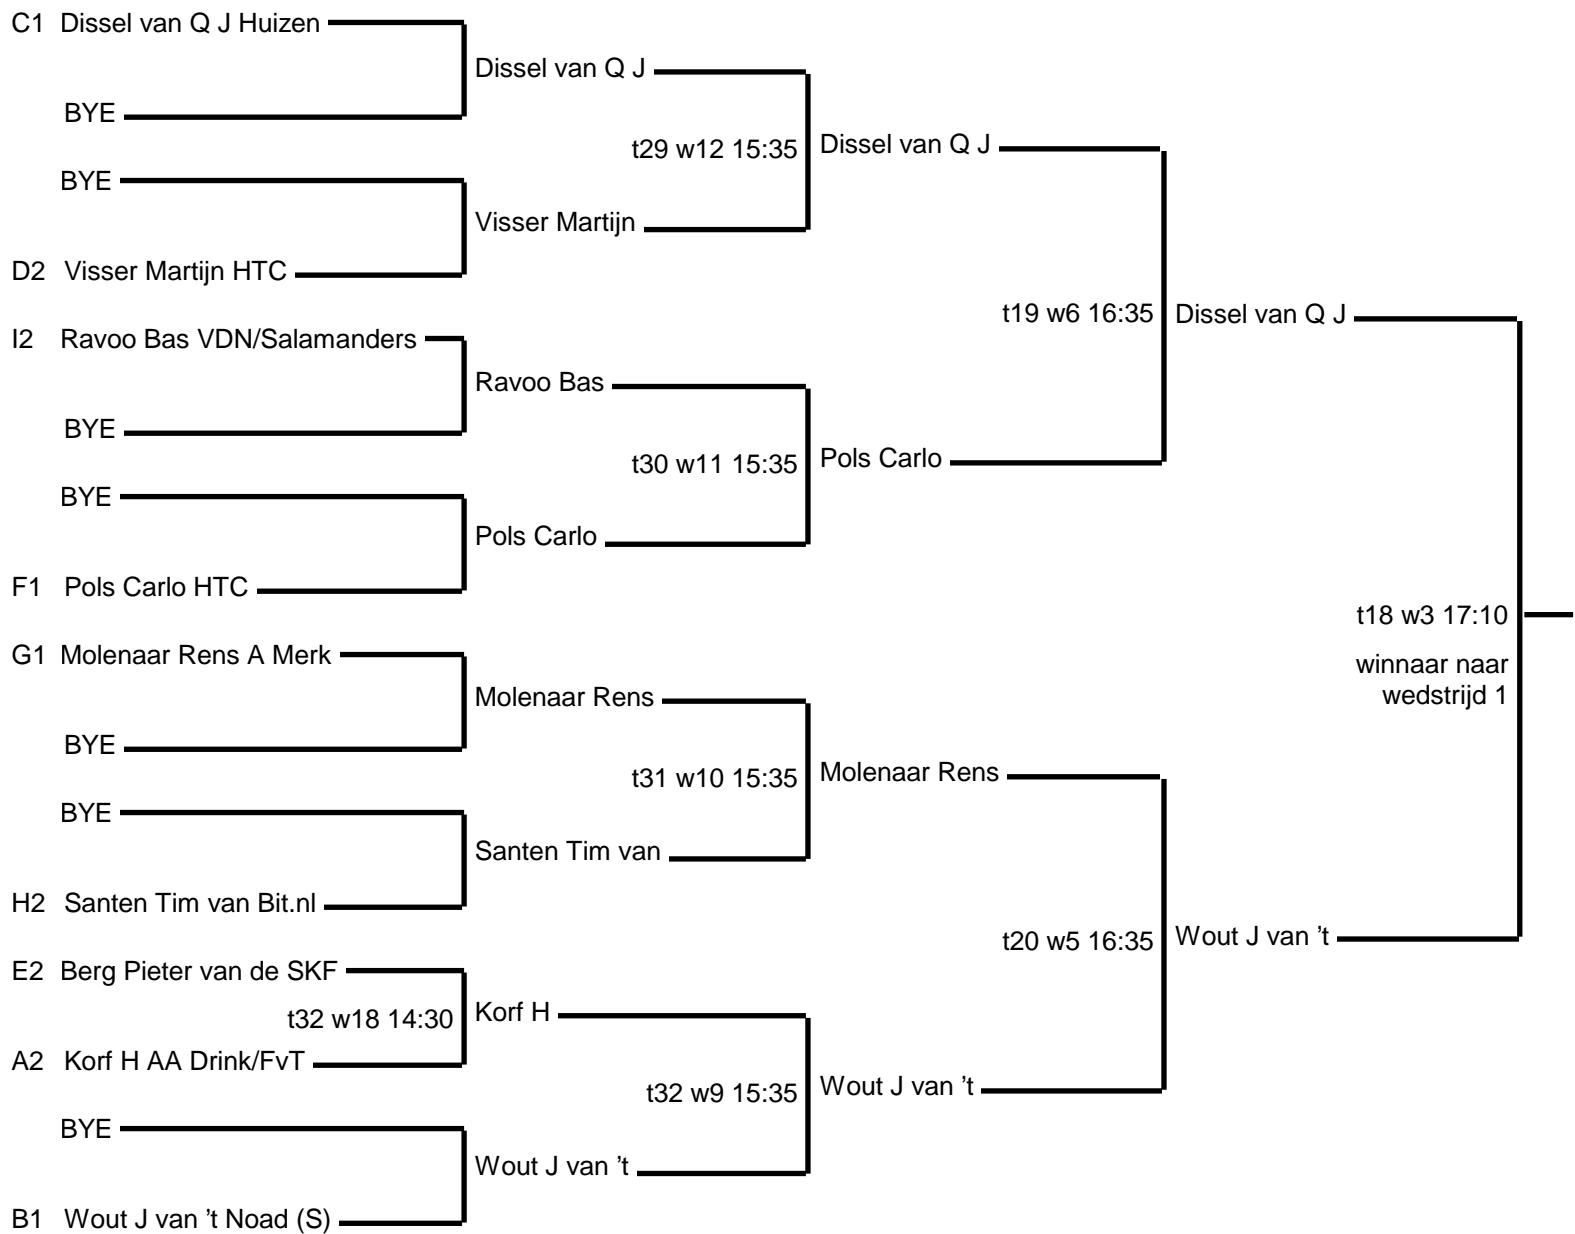 C1 Dissel van Q J Huizen
Dissel van Q J
BYE
t29 w12 15:35
Dissel van Q J
BYE
Visser Martijn
D2 Visser Martijn HTC
t19 w6 16:35
Dissel van Q J
I2 Ravoo Bas VDN/Salamanders
Ravoo Bas
BYE
t30 w11 15:35
Pols Carlo
BYE
Pols Carlo
F1 Pols Carlo HTC
t18 w3 17:10
winnaar naar
wedstrijd 1
G1 Molenaar Rens A Merk
Molenaar Rens
BYE
t31 w10 15:35
Molenaar Rens
BYE
Santen Tim van
H2 Santen Tim van Bit.nl
t20 w5 16:35
Wout J van ’t
E2 Berg Pieter van de SKF
t32 w18 14:30
Korf H
A2 Korf H AA Drink/FvT
t32 w9 15:35
Wout J van ’t
BYE
Wout J van ’t
B1 Wout J van ’t Noad (S)